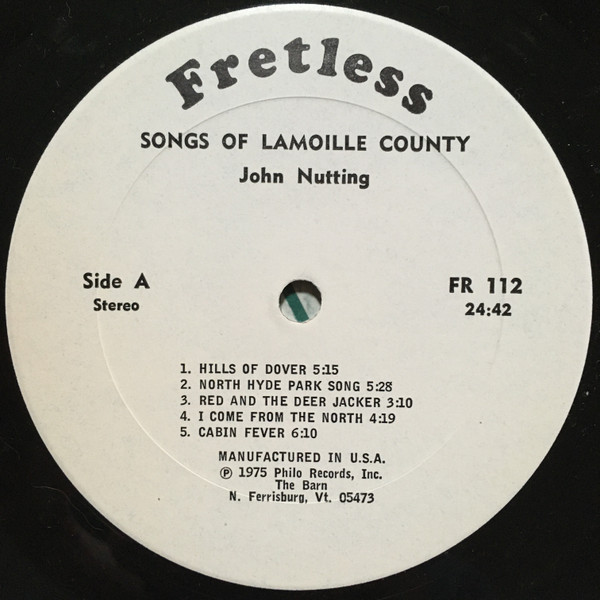 Fretless
SONGS OF LAMOILLE COUNTY
John Nutting
Side A
Stereo
FR 112
24:42
1. HILLS OF DOVER 5:15
2. NORTH HYDE PARK SONG 5:28
3. RED AND THE DEER JACKER 3:10
4. I COME FROM THE NORTH 4:19
5. CABIN FEVER 6:10
MANUFACTURED IN U.S.A.
℗ 1975 Philo Records, Inc.
The Barn
N. Ferrisburg, Vt. 05473